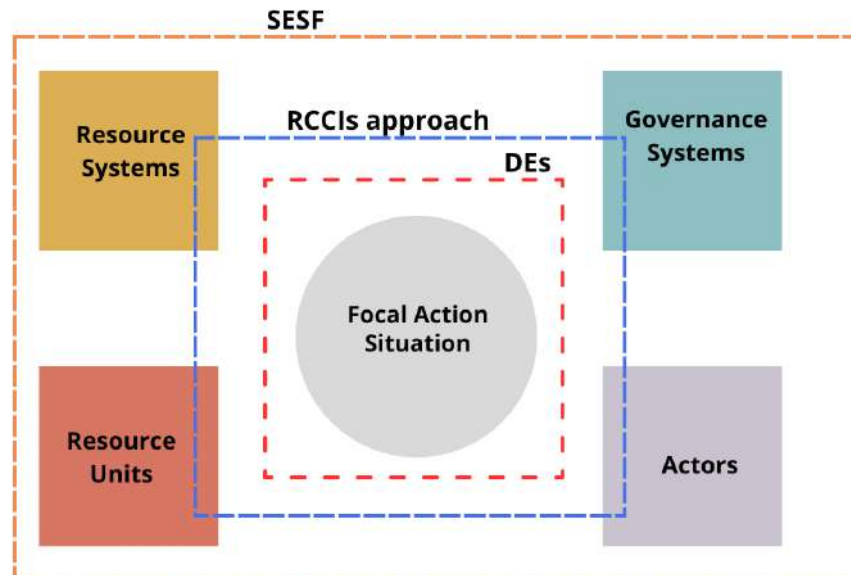 SESF
Resource
Systems
RCCIs approach
Governance
Systems
DEs
Focal Action
Situation
Resource
Units
Actors